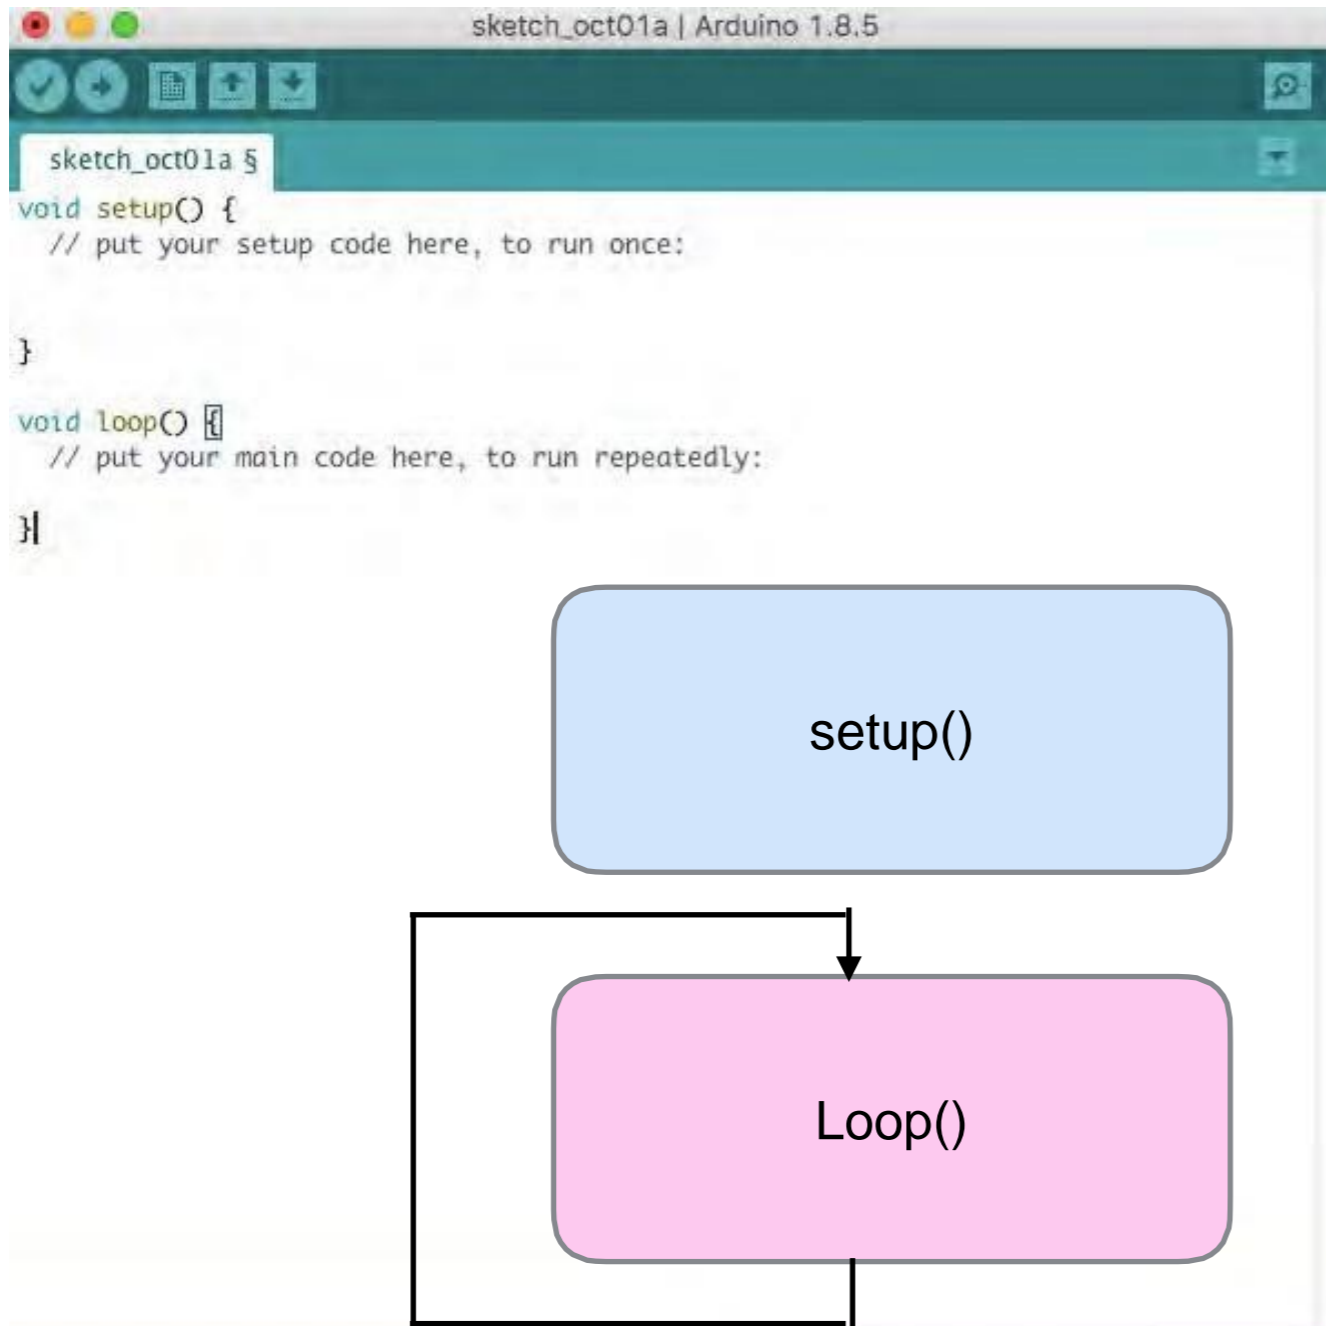 sketch_oct01a | Arduino 1.8.5
sketch_oct01a §
void setup() {
// put your setup code here, to run once:
}
void loop() {
// put your main code here, to run repeatedly:
}
setup()
Loop()